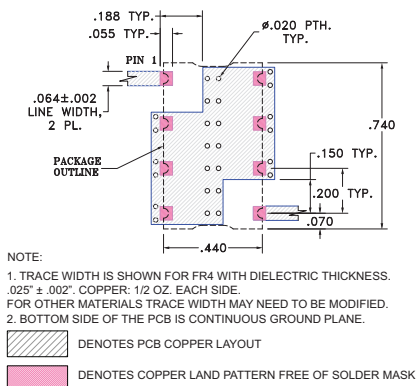 .188 TYP.
.055 TYP.
ø.020 PTH.
TYP.
PIN 1
.064±.002
LINE WIDTH,
2 PL.
.740
.150 TYP.
PACKAGE
OUTLINE
.200 TYP.
.070
.440
NOTE:
1. TRACE WIDTH IS SHOWN FOR FR4 WITH DIELECTRIC THICKNESS.
.025" ± .002". COPPER: 1/2 OZ. EACH SIDE.
FOR OTHER MATERIALS TRACE WIDTH MAY NEED TO BE MODIFIED.
2. BOTTOM SIDE OF THE PCB IS CONTINUOUS GROUND PLANE.
DENOTES PCB COPPER LAYOUT
DENOTES COPPER LAND PATTERN FREE OF SOLDER MASK